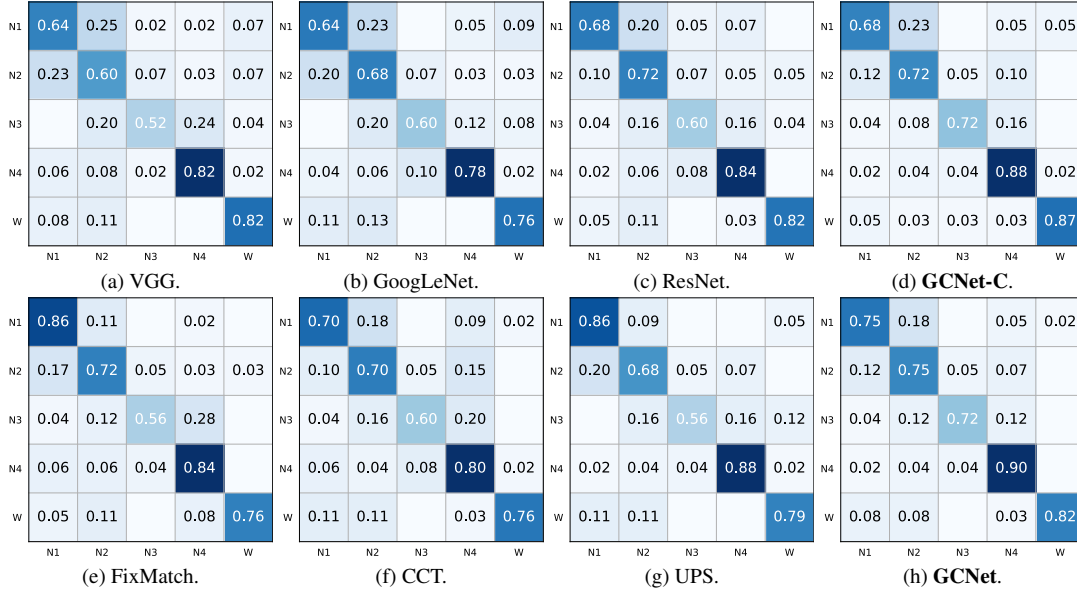 N1 0.64 0.25 0.02 0.02 0.07
N2 0.23 0.60 0.07 0.03 0.07
N3 0.20 0.52 0.24 0.04
N4 0.06 0.08 0.02 0.82 0.02
W 0.08 0.11 0.82
N1 N2 N3 N4 W
(a) VGG.
N1 0.64 0.23 0.05 0.09
N2 0.20 0.68 0.07 0.03 0.03
N3 0.20 0.60 0.12 0.08
N4 0.04 0.06 0.10 0.78 0.02
W 0.11 0.13 0.76
N1 N2 N3 N4 W
(b) GoogLeNet.
N1 0.68 0.20 0.05 0.07
N2 0.10 0.72 0.07 0.05 0.05
N3 0.04 0.16 0.60 0.16 0.04
N4 0.02 0.06 0.08 0.84
W 0.05 0.11 0.03 0.82
N1 N2 N3 N4 W
(c) ResNet.
N1 0.68 0.23 0.05 0.05
N2 0.12 0.72 0.05 0.10
N3 0.04 0.08 0.72 0.16
N4 0.02 0.04 0.04 0.88 0.02
W 0.05 0.03 0.03 0.03 0.87
N1 N2 N3 N4 W
(d) GCNet-C.
N1 0.86 0.11 0.02
N2 0.17 0.72 0.05 0.03 0.03
N3 0.04 0.12 0.56 0.28
N4 0.06 0.06 0.04 0.84
W 0.05 0.11 0.08 0.76
N1 N2 N3 N4 W
(e) FixMatch.
N1 0.70 0.18 0.09 0.02
N2 0.10 0.70 0.05 0.15
N3 0.04 0.16 0.60 0.20
N4 0.06 0.04 0.08 0.80 0.02
W 0.11 0.11 0.03 0.76
N1 N2 N3 N4 W
(f) CCT.
N1 0.86 0.09 0.05
N2 0.20 0.68 0.05 0.07
N3 0.16 0.56 0.16 0.12
N4 0.02 0.04 0.04 0.88 0.02
W 0.11 0.11 0.79
N1 N2 N3 N4 W
(g) UPS.
N1 0.75 0.18 0.05 0.02
N2 0.12 0.75 0.05 0.07
N3 0.04 0.12 0.72 0.12
N4 0.02 0.04 0.04 0.90
W 0.08 0.08 0.03 0.82
N1 N2 N3 N4 W
(h) GCNet.